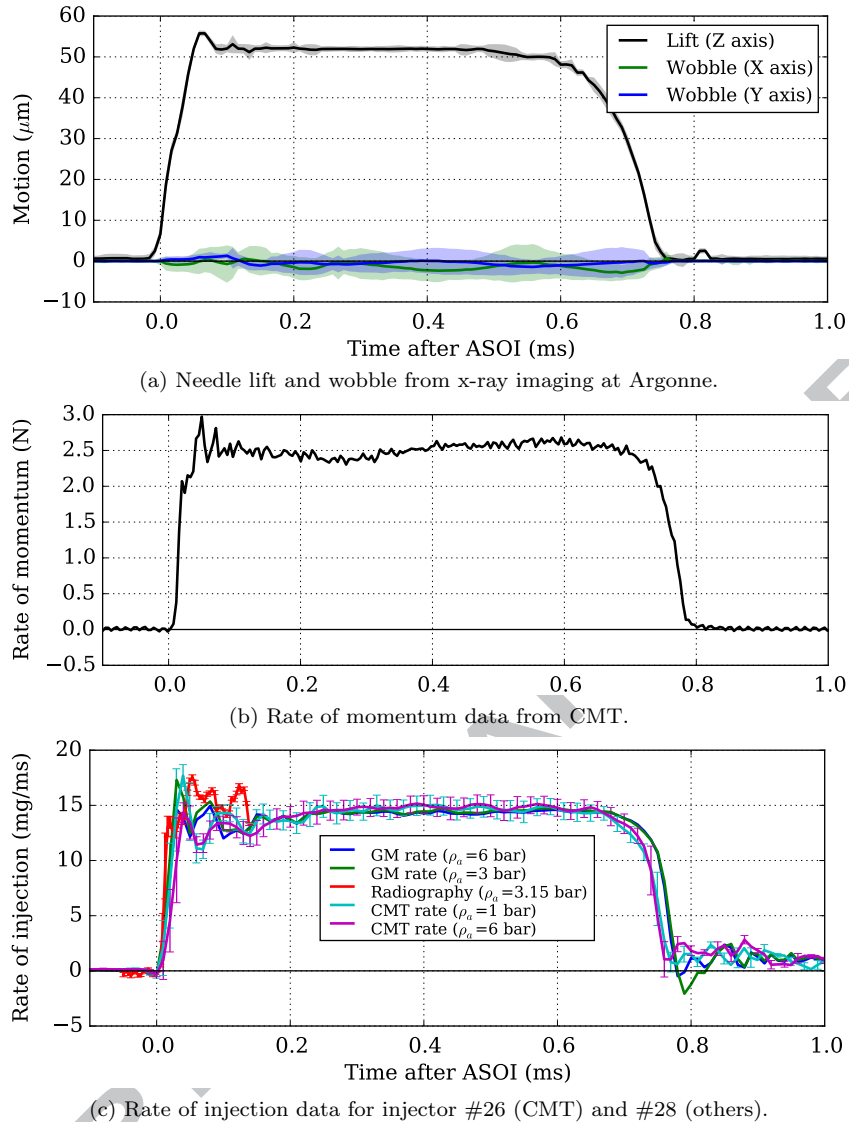 60
50
40
30
20
10
0
−10
Motion (μm)
Lift (Z axis)
Wobble (X axis)
Wobble (Y axis)
0.0 0.2 0.4 0.6 0.8 1.0
Time after ASOI (ms)
(a) Needle lift and wobble from x-ray imaging at Argonne.
3.0
2.5
2.0
1.5
1.0
0.5
0.0
−0.5
Rate of momentum (N)
0.0 0.2 0.4 0.6 0.8 1.0
(b) Rate of momentum data from CMT.
20
15
10
5
0
−5
Rate of injection (mg/ms)
GM rate (ρₐ=6 bar)
GM rate (ρₐ=3 bar)
Radiography (ρₐ=3.15 bar)
CMT rate (ρₐ=1 bar)
CMT rate (ρₐ=6 bar)
0.0 0.2 0.4 0.6 0.8 1.0
Time after ASOI (ms)
(c) Rate of injection data for injector #26 (CMT) and #28 (others).